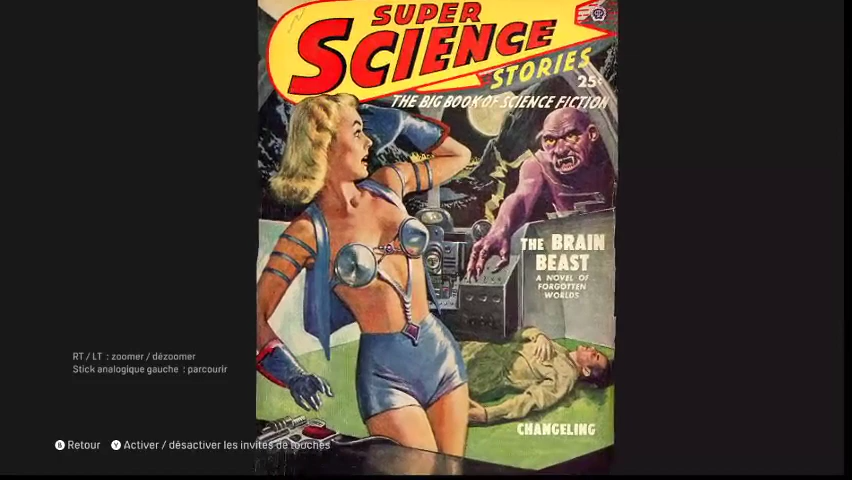 SUPER
SCIENCE
STORIES
25¢
THE BIG BOOK OF SCIENCE FICTION
THE BRAIN
BEAST
A NOVEL OF
FORGOTTEN
WORLDS
CHANGELING
RT / LT : zoomer / dézoomer
Stick analogique gauche : parcourir
B Retour
Y Activer / désactiver les invites de touches